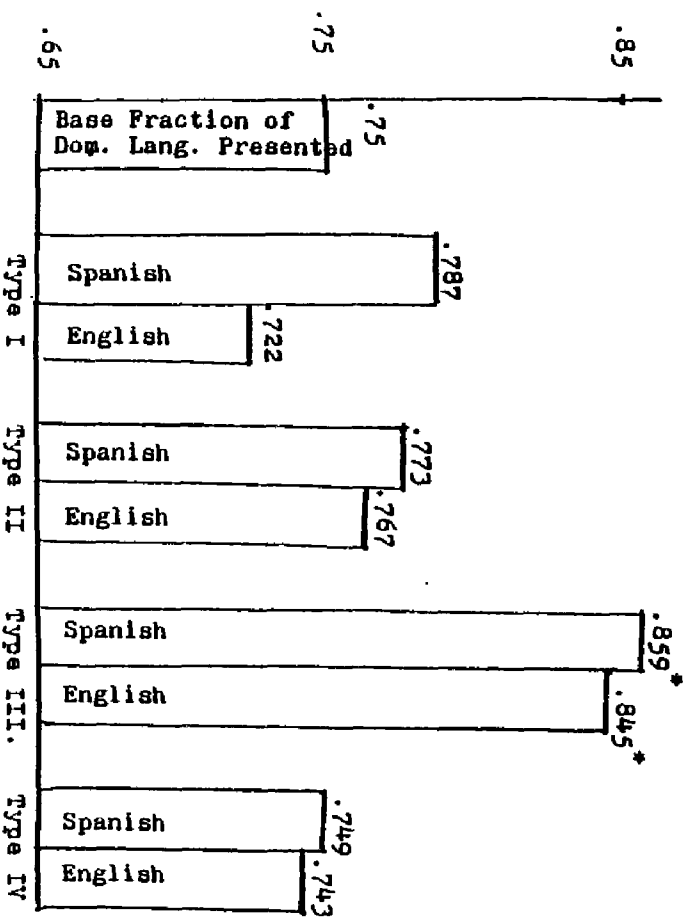 .65
.75
.85
Base Fraction of
Dom. Lang. Presented
.75
Spanish
.787
English
.722
Type I
Spanish
.773
English
.767
Type II
Spanish
.859*
English
.845*
Type III.
Spanish
.749
English
.743
Type IV